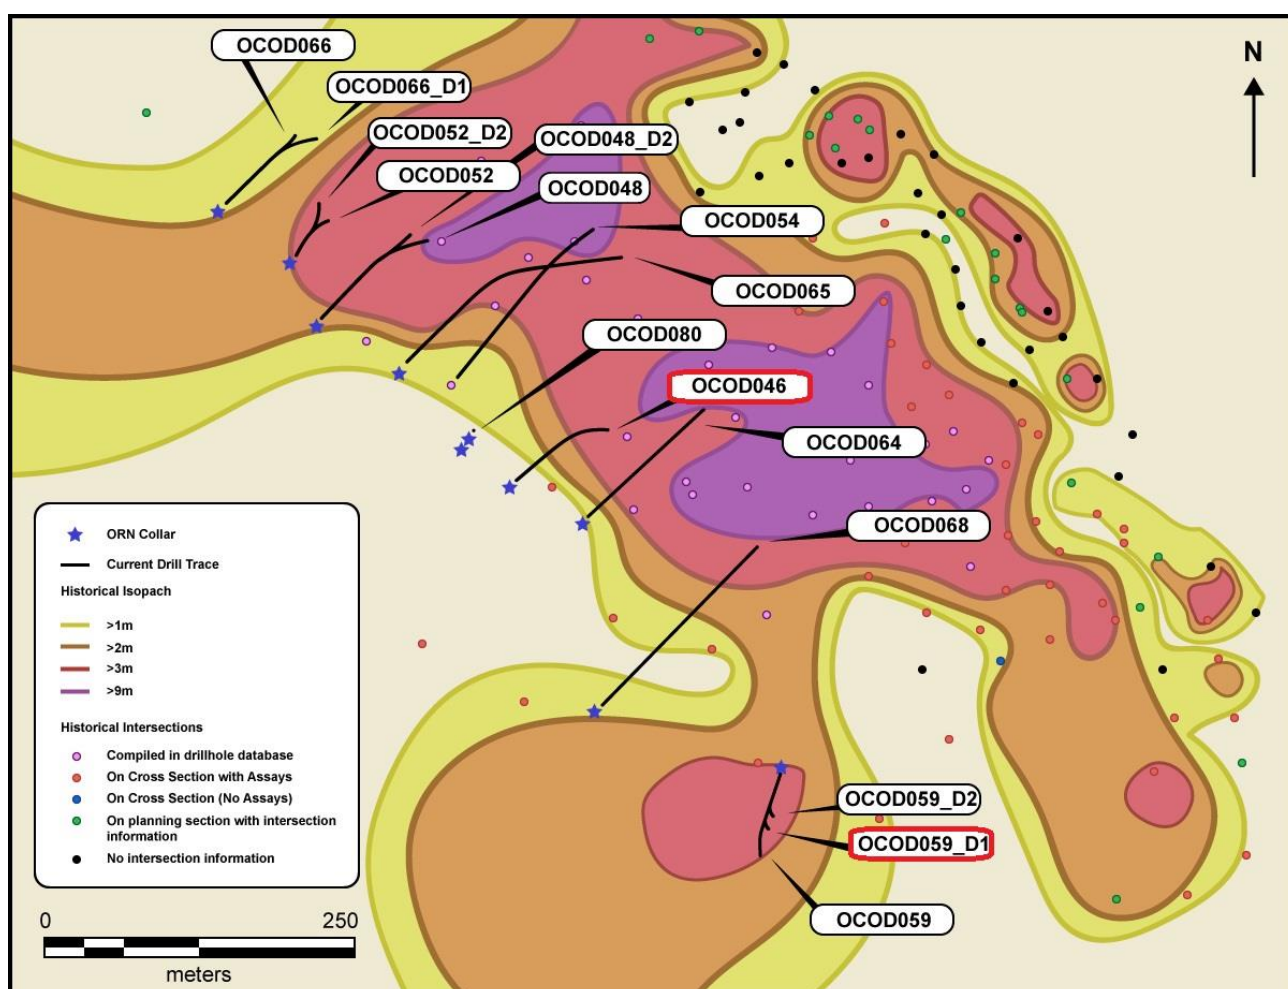 OCOD066
N
OCOD066_D1
OCOD052_D2
OCOD048_D2
OCOD052
OCOD048
OCOD054
OCOD065
OCOD080
OCOD046
OCOD064
OCOD068
ORN Collar
Current Drill Trace
Historical Isopach
>1m
>2m
>3m
>9m
Historical Intersections
Compiled in drillhole database
On Cross Section with Assays
On Cross Section (No Assays)
On planning section with intersection
information
No intersection information
OCOD059_D2
OCOD059_D1
OCOD059
0 250
meters